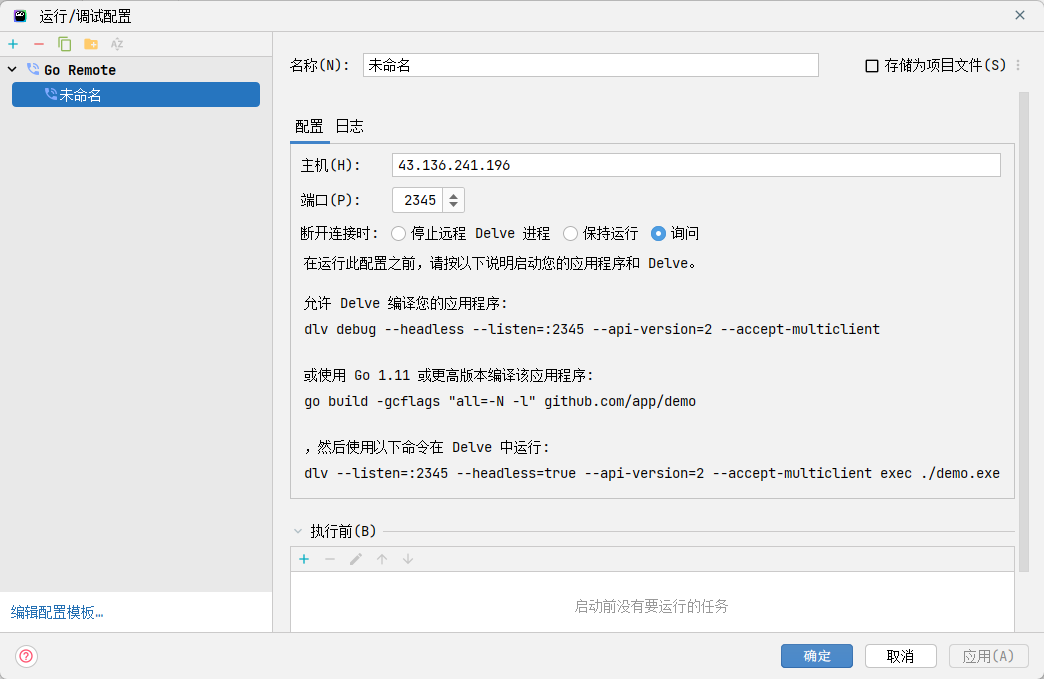 运行/调试配置
Go Remote
未命名
编辑配置模板…
名称(N): 未命名 存储为项目文件(S)
配置 日志
主机(H): 43.136.241.196
端口(P): 2345
断开连接时: 停止远程 Delve 进程 保持运行 询问
在运行此配置之前，请按以下说明启动您的应用程序和 Delve。
允许 Delve 编译您的应用程序:
dlv debug --headless --listen=:2345 --api-version=2 --accept-multiclient
或使用 Go 1.11 或更高版本编译该应用程序:
go build -gcflags "all=-N -l" github.com/app/demo
，然后使用以下命令在 Delve 中运行:
dlv --listen=:2345 --headless=true --api-version=2 --accept-multiclient exec ./demo.exe
执行前(B)
启动前没有要运行的任务
确定 取消 应用(A)